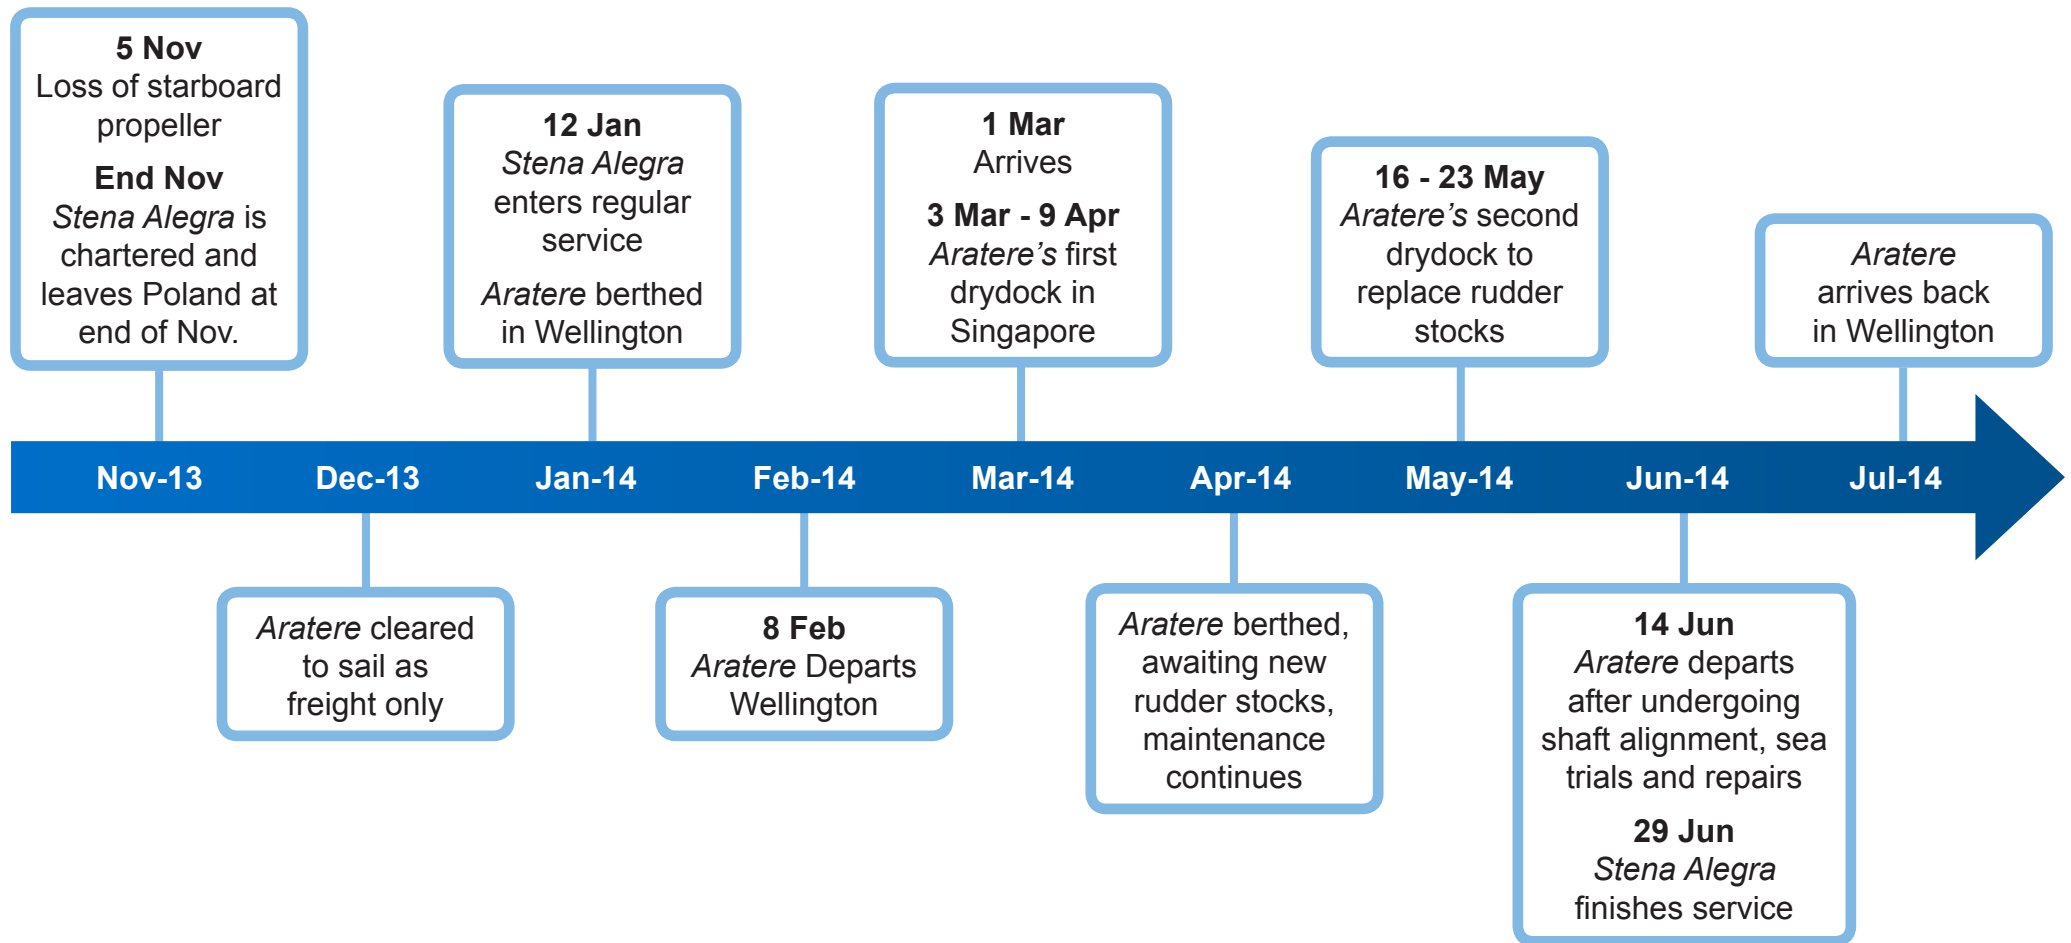 5 Nov
Loss of starboard
propeller
End Nov
Stena Alegra is
chartered and
leaves Poland at
end of Nov.
12 Jan
Stena Alegra
enters regular
service
Aratere berthed
in Wellington
1 Mar
Arrives
3 Mar - 9 Apr
Aratere's first
drydock in
Singapore
16 - 23 May
Aratere's second
drydock to
replace rudder
stocks
Aratere
arrives back
in Wellington
Nov-13
Dec-13
Jan-14
Feb-14
Mar-14
Apr-14
May-14
Jun-14
Jul-14
Aratere cleared
to sail as
freight only
8 Feb
Aratere Departs
Wellington
Aratere berthed,
awaiting new
rudder stocks,
maintenance
continues
14 Jun
Aratere departs
after undergoing
shaft alignment, sea
trials and repairs
29 Jun
Stena Alegra
finishes service